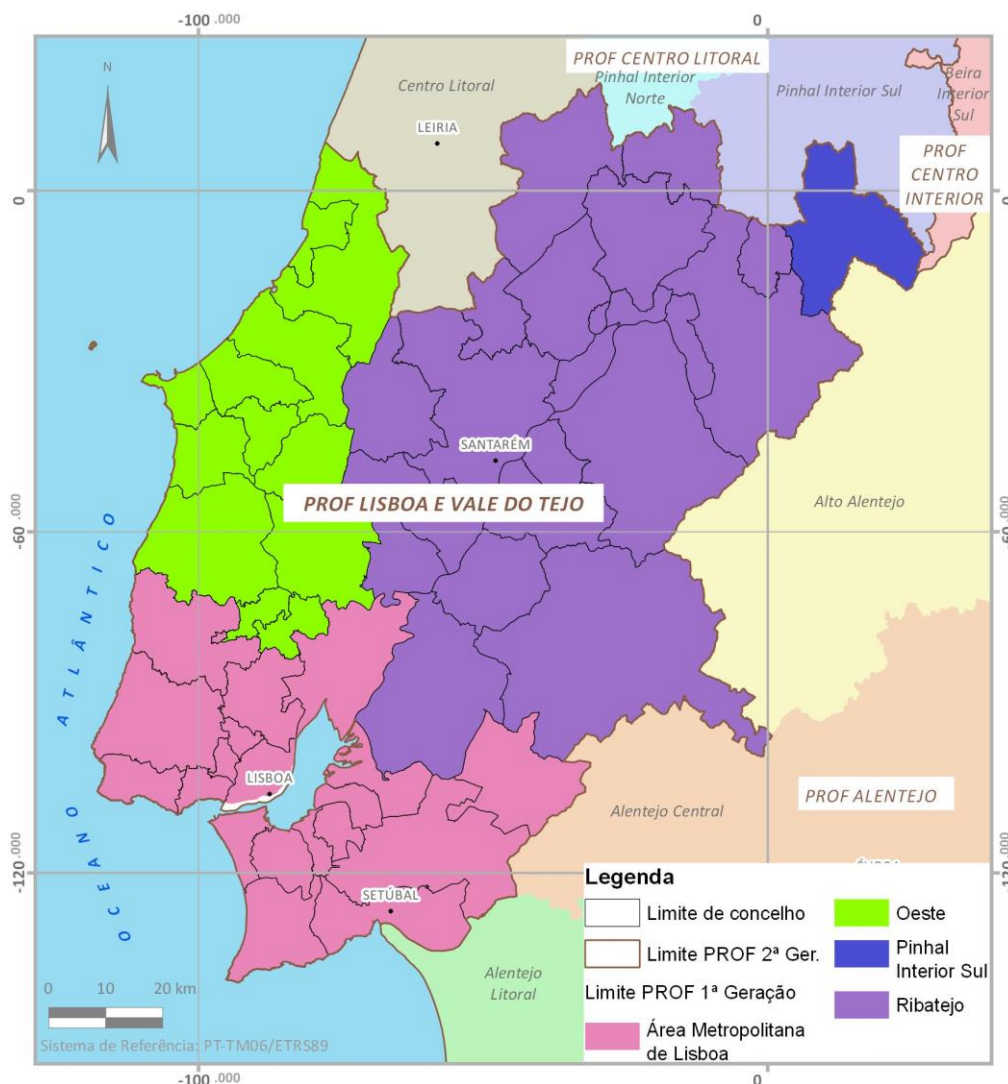 -100 .000
0
N
PROF CENTRO LITORAL
Centro Litoral
Pinhal Interior
Norte
Pinhal Interior Sul
Beira
Interior
Sul
LEIRIA
PROF
CENTRO
INTERIOR
0
0
SANTARÉM
PROF LISBOA E VALE DO TEJO
Alto Alentejo
-60 .000
-60 .000
OCEANO ATLÂNTICO
LISBOA
PROF ALENTEJO
Alentejo Central
-120 .000
-120 .000
SETÚBAL
Alentejo
Litoral
Legenda
Limite de concelho
Limite PROF 2ª Ger.
Limite PROF 1ª Geração
Área Metropolitana
de Lisboa
Oeste
Pinhal
Interior Sul
Ribatejo
0 10 20 km
Sistema de Referência: PT-TM06/ETRS89
-100 .000
0